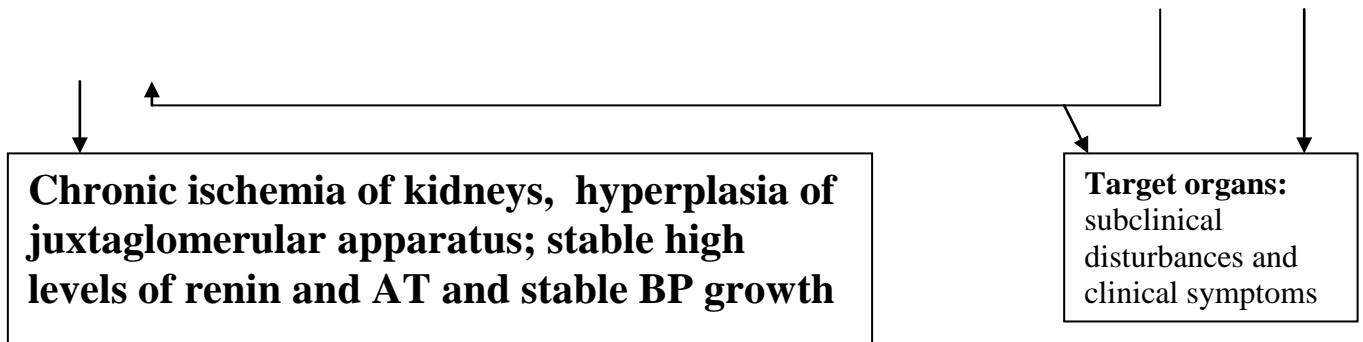 Chronic ischemia of kidneys, hyperplasia of
juxtaglomerular apparatus; stable high
levels of renin and AT and stable BP growth
Target organs:
subclinical
disturbances and
clinical symptoms